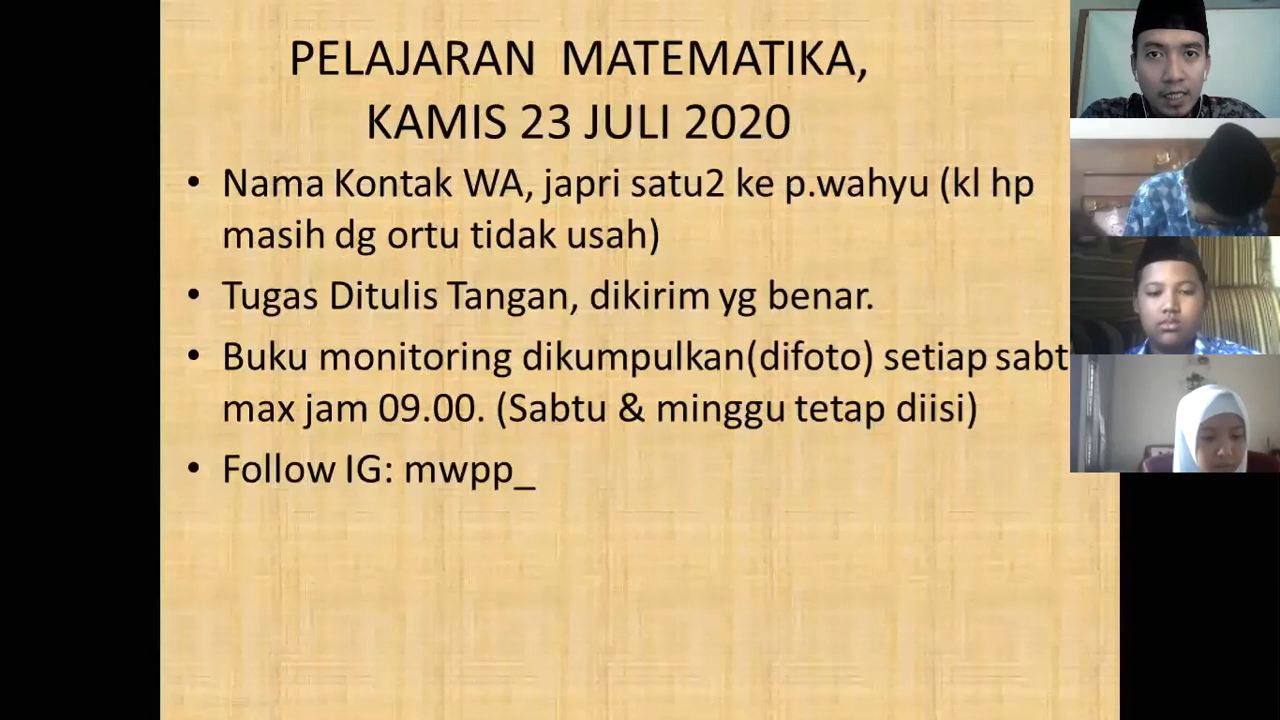 PELAJARAN MATEMATIKA,
KAMIS 23 JULI 2020
• Nama Kontak WA, japri satu2 ke p.wahyu (kl hp
masih dg ortu tidak usah)
• Tugas Ditulis Tangan, dikirim yg benar.
• Buku monitoring dikumpulkan(difoto) setiap sabt
max jam 09.00. (Sabtu & minggu tetap diisi)
• Follow IG: mwpp_